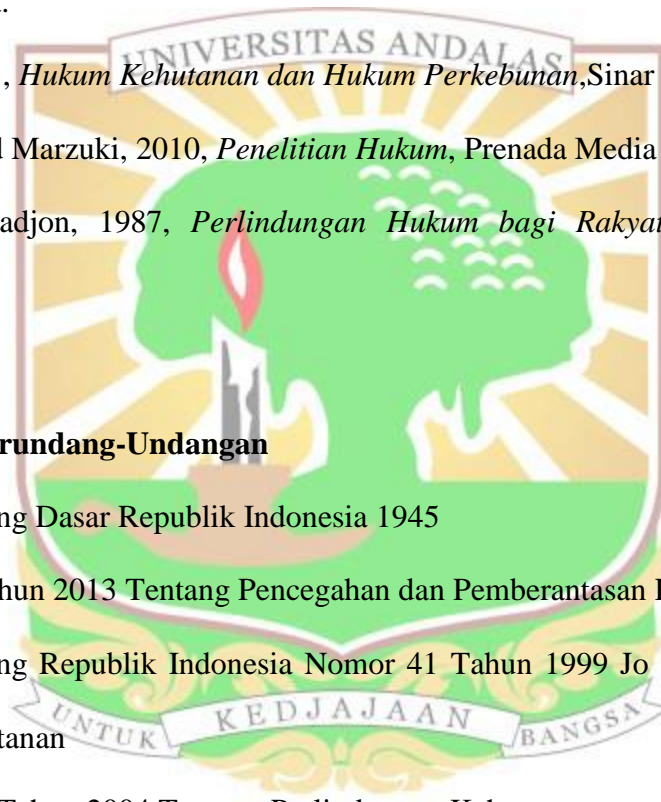 UNIVERSITAS ANDALAS
, Hukum Kehutanan dan Hukum Perkebunan,Sinar
d Marzuki, 2010, Penelitian Hukum, Prenada Media
adjon, 1987, Perlindungan Hukum bagi Rakyat
rundang-Undangan
ng Dasar Republik Indonesia 1945
hun 2013 Tentang Pencegahan dan Pemberantasan
ng Republik Indonesia Nomor 41 Tahun 1999 Jo
tanan
UNTUK KEDJAJAAN BANGSA